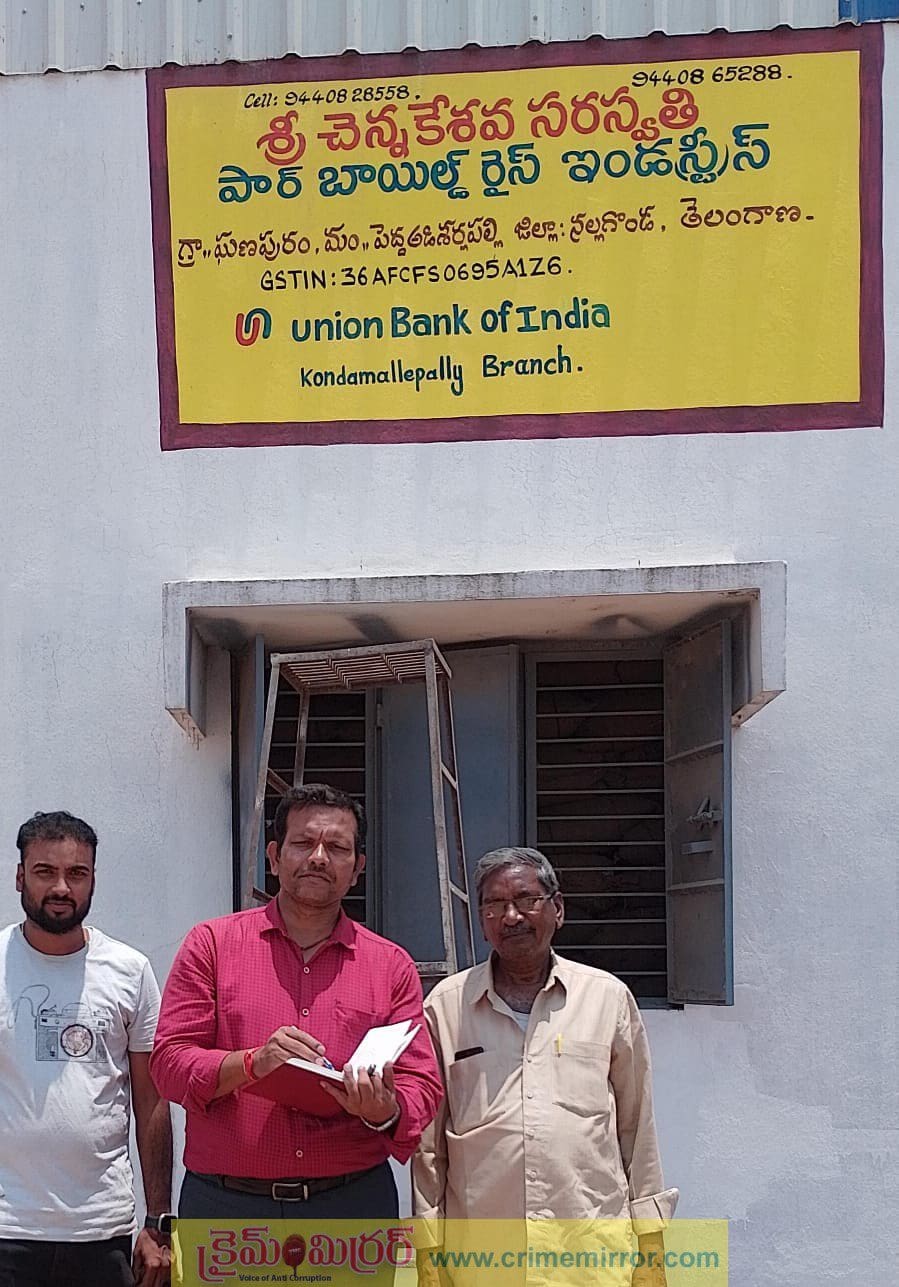 Cell: 94408 28558. 94408 65288.
శ్రీ చెన్నకేశవ సరస్వతి
పార్ బాయిల్డ్ రైస్ ఇండస్ట్రీస్
గ్రా,, ఘణపురం, మం,, పెద్దఅడిశర్లపల్లి జిల్లా: నల్లగొండ, తెలంగాణ.
GSTIN: 36AFCFS0695A1Z6.
union Bank of India
Kondamallepally Branch.
క్రైమ్ మిర్రర్ www.crimemirror.com
Voice of Anti Corruption